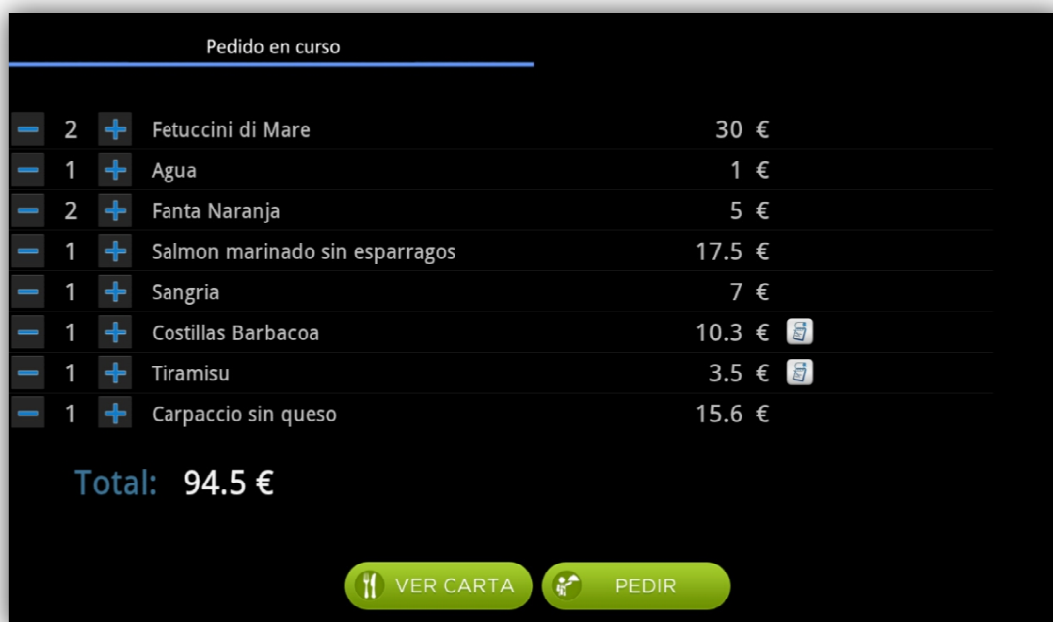 Pedido en curso
2 Fetuccini di Mare 30 €
1 Agua 1 €
2 Fanta Naranja 5 €
1 Salmon marinado sin esparragos 17.5 €
1 Sangria 7 €
1 Costillas Barbacoa 10.3 €
1 Tiramisu 3.5 €
1 Carpaccio sin queso 15.6 €
Total: 94.5 €
VER CARTA PEDIR